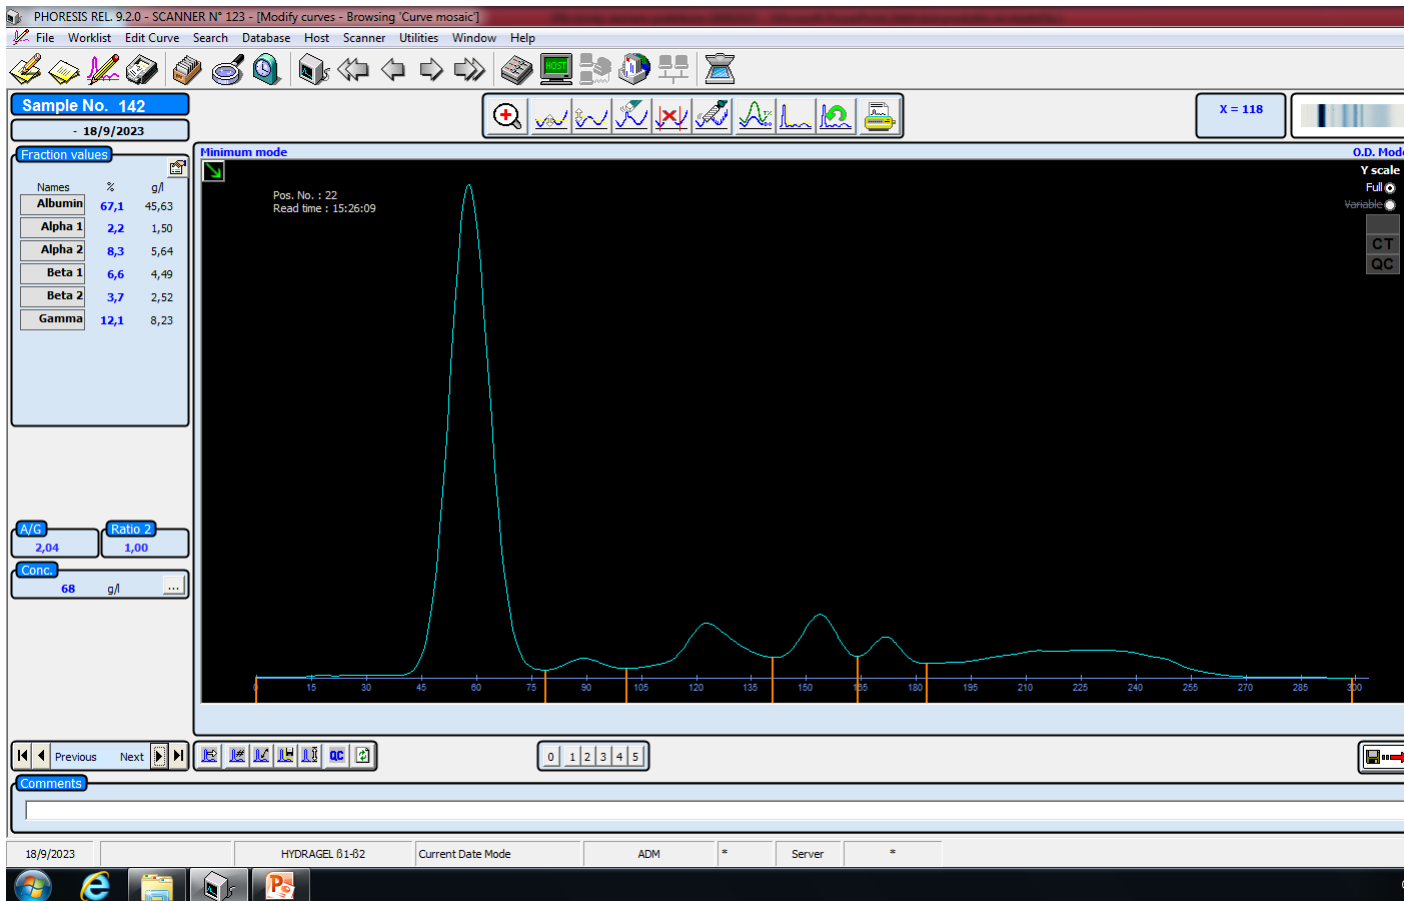 PHORESIS REL. 9.2.0 - SCANNER N° 123 - [Modify curves - Browsing 'Curve mosaic']
File Worklist Edit Curve Search Database Host Scanner Utilities Window Help
HOST
Sample No. 142
- 18/9/2023
X = 118
Fraction values
Names % g/l
Albumin 67,1 45,63
Alpha 1 2,2 1,50
Alpha 2 8,3 5,64
Beta 1 6,6 4,49
Beta 2 3,7 2,52
Gamma 12,1 8,23
A/G
2,04
Ratio 2
1,00
Conc.
68 g/l ...
Minimum mode
O.D. Mode
Pos. No. : 22
Read time : 15:26:09
Y scale
Full
Variable
CT
QC
0 15 30 45 60 75 90 105 120 135 150 165 180 195 210 225 240 255 270 285 300
Previous Next
QC
0 1 2 3 4 5
Comments
18/9/2023 HYDRAGEL ß1-ß2 Current Date Mode ADM * Server *